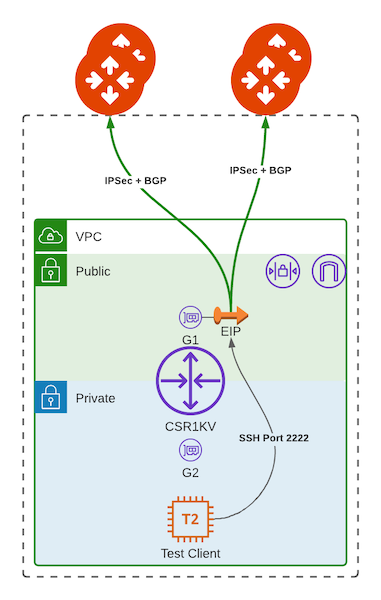 IPSec + BGP
IPSec + BGP
VPC
Public
G1
EIP
Private
CSR1KV
SSH Port 2222
G2
T2
Test Client